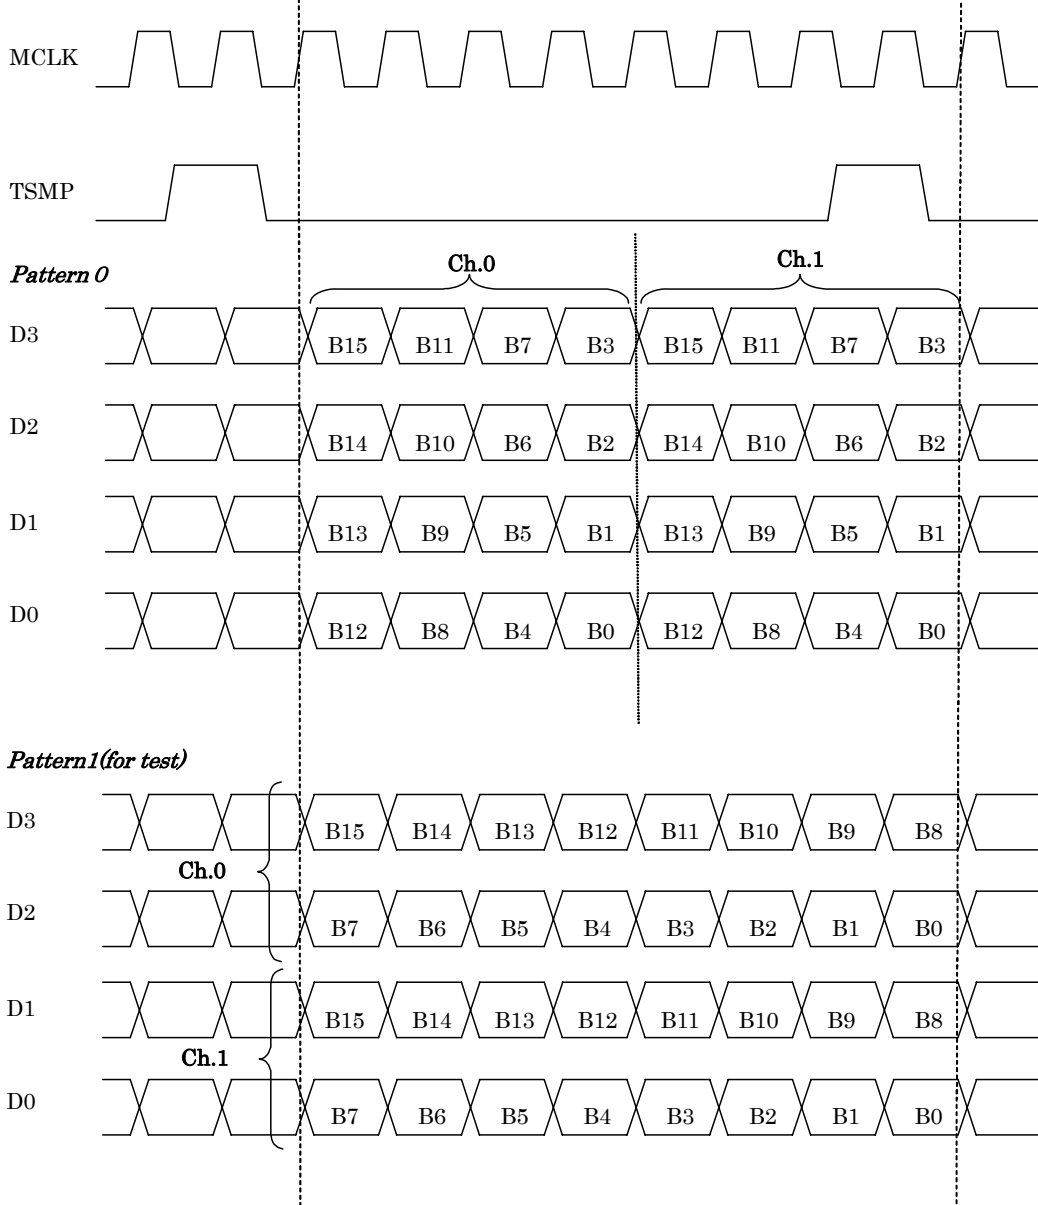 MCLK
TSMP
Pattern 0
Ch.0 Ch.1
D3 B15 B11 B7 B3 B15 B11 B7 B3
D2 B14 B10 B6 B2 B14 B10 B6 B2
D1 B13 B9 B5 B1 B13 B9 B5 B1
D0 B12 B8 B4 B0 B12 B8 B4 B0
Pattern1(for test)
D3 B15 B14 B13 B12 B11 B10 B9 B8
Ch.0
D2 B7 B6 B5 B4 B3 B2 B1 B0
D1 B15 B14 B13 B12 B11 B10 B9 B8
Ch.1
D0 B7 B6 B5 B4 B3 B2 B1 B0